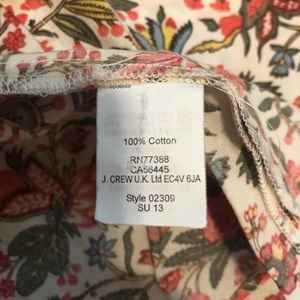 100% Cotton
RN77388
CA56445
J. CREW U.K. Ltd EC4V 6JA
Style 02309
SU 13